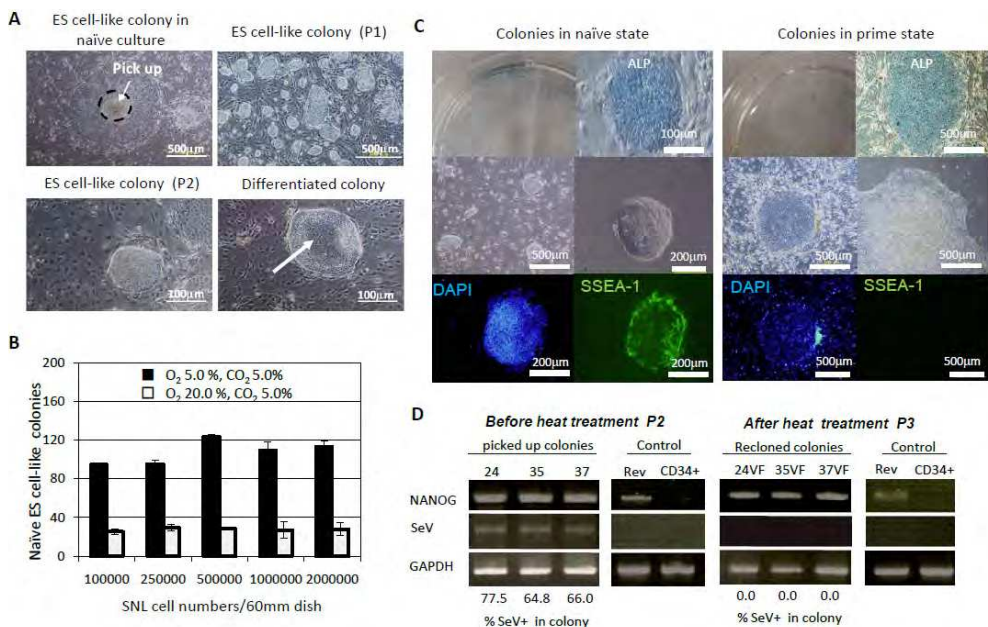 A
ES cell-like colony in
naïve culture
ES cell-like colony (P1)
Pick up
500μm
500μm
ES cell-like colony (P2)
Differentiated colony
100μm
100μm
B
Naïve ES cell-like colonies
200
160
120
80
40
0
O2 5.0 %, CO2 5.0%
O2 20.0 %, CO2 5.0%
100000 250000 500000 1000000 2000000
SNL cell numbers/60mm dish
C
Colonies in naïve state
ALP
100μm
500μm
200μm
DAPI
SSEA-1
200μm
200μm
Colonies in prime state
ALP
500μm
500μm
500μm
DAPI
SSEA-1
500μm
500μm
D
Before heat treatment P2
picked up colonies
Control
24 35 37
Rev CD34+
After heat treatment P3
Recloned colonies
Control
24VF 35VF 37VF
Rev CD34+
NANOG
SeV
GAPDH
77.5 64.8 66.0
% SeV+ in colony
0.0 0.0 0.0
% SeV+ in colony